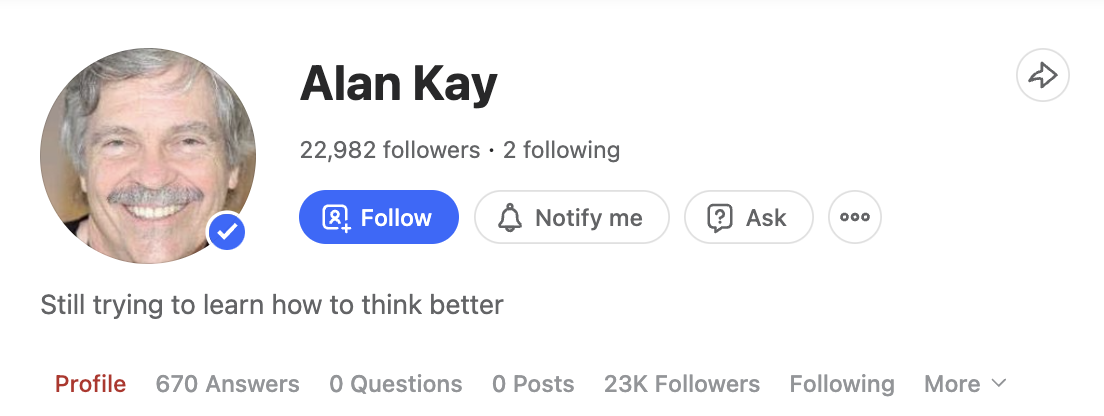 Alan Kay
22,982 followers · 2 following
Follow Notify me Ask
Still trying to learn how to think better
Profile 670 Answers 0 Questions 0 Posts 23K Followers Following More